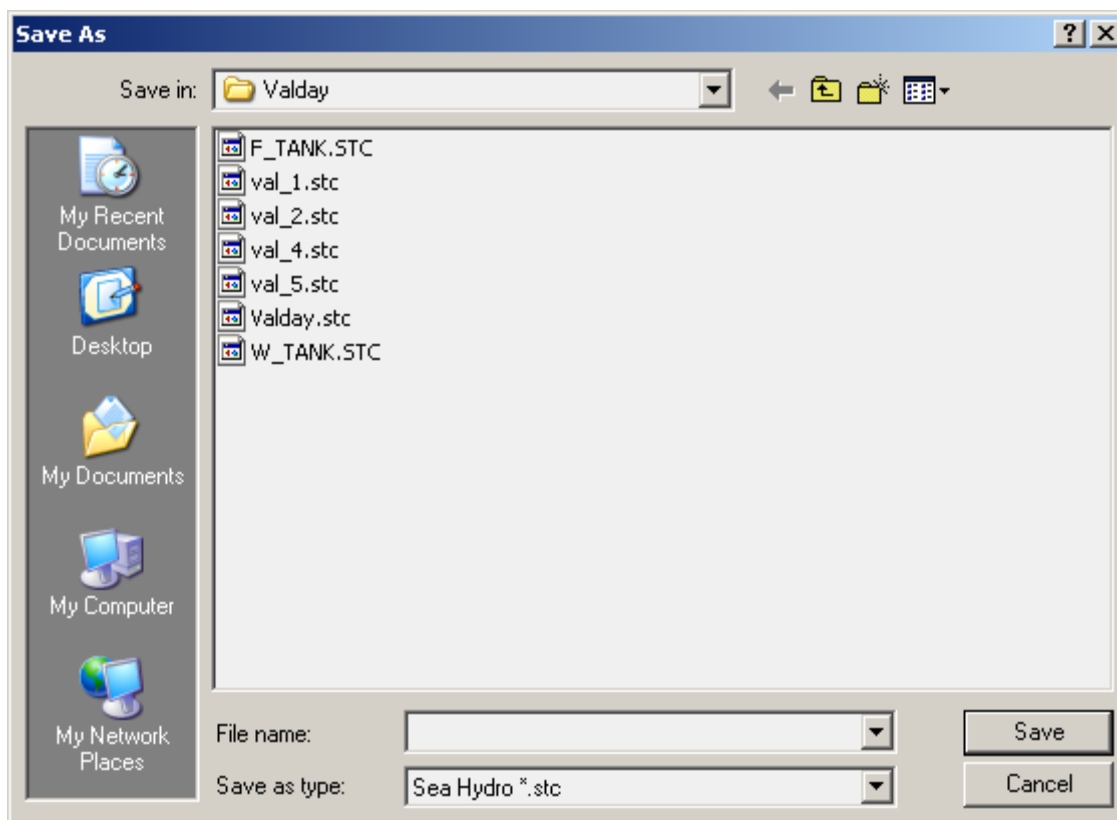 Save As
Save in:
Valday
My Recent
Documents
Desktop
My Documents
My Computer
My Network
Places
F_TANK.STC
val_1.stc
val_2.stc
val_4.stc
val_5.stc
Valday.stc
W_TANK.STC
File name:
Save
Save as type:
Sea Hydro *.stc
Cancel